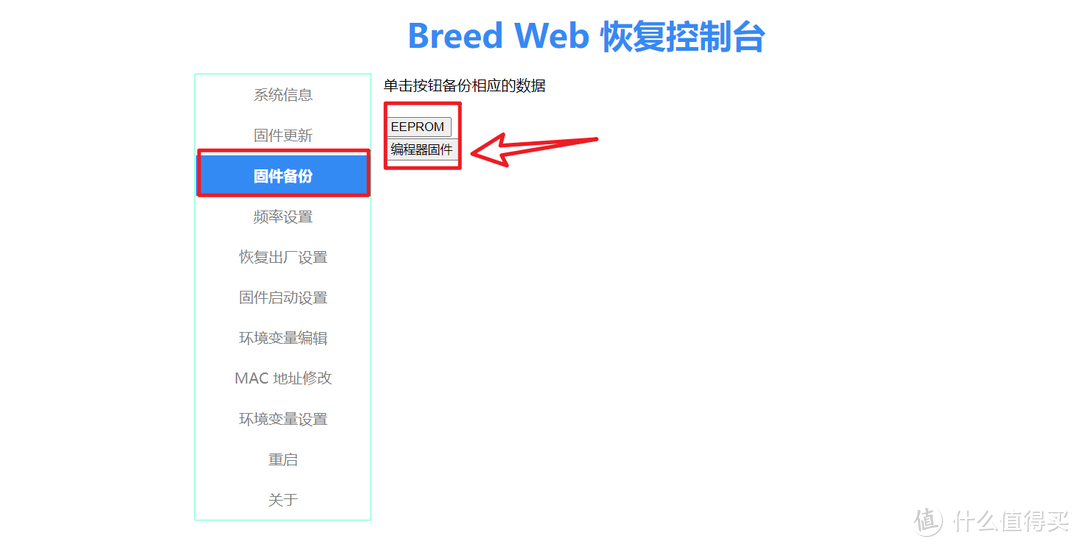 Breed Web 恢复控制台
系统信息
固件更新
固件备份
频率设置
恢复出厂设置
固件启动设置
环境变量编辑
MAC 地址修改
环境变量设置
重启
关于
单击按钮备份相应的数据
EEPROM
编程器固件
值 什么值得买